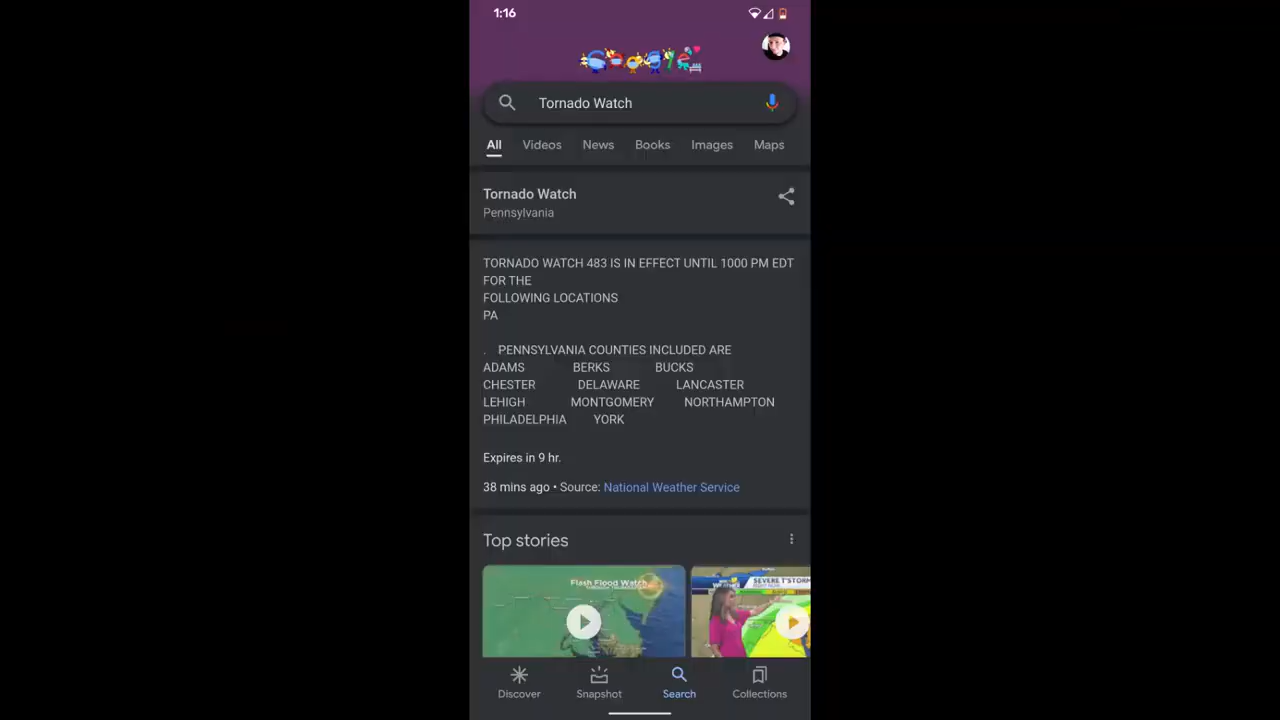 1:16
Google
Tornado Watch
All Videos News Books Images Maps
Tornado Watch
Pennsylvania
TORNADO WATCH 483 IS IN EFFECT UNTIL 1000 PM EDT
FOR THE
FOLLOWING LOCATIONS
PA
. PENNSYLVANIA COUNTIES INCLUDED ARE
ADAMS BERKS BUCKS
CHESTER DELAWARE LANCASTER
LEHIGH MONTGOMERY NORTHAMPTON
PHILADELPHIA YORK
Expires in 9 hr.
38 mins ago • Source: National Weather Service
Top stories
Flash Flood Watch
SEVERE T'STORM
Discover Snapshot Search Collections